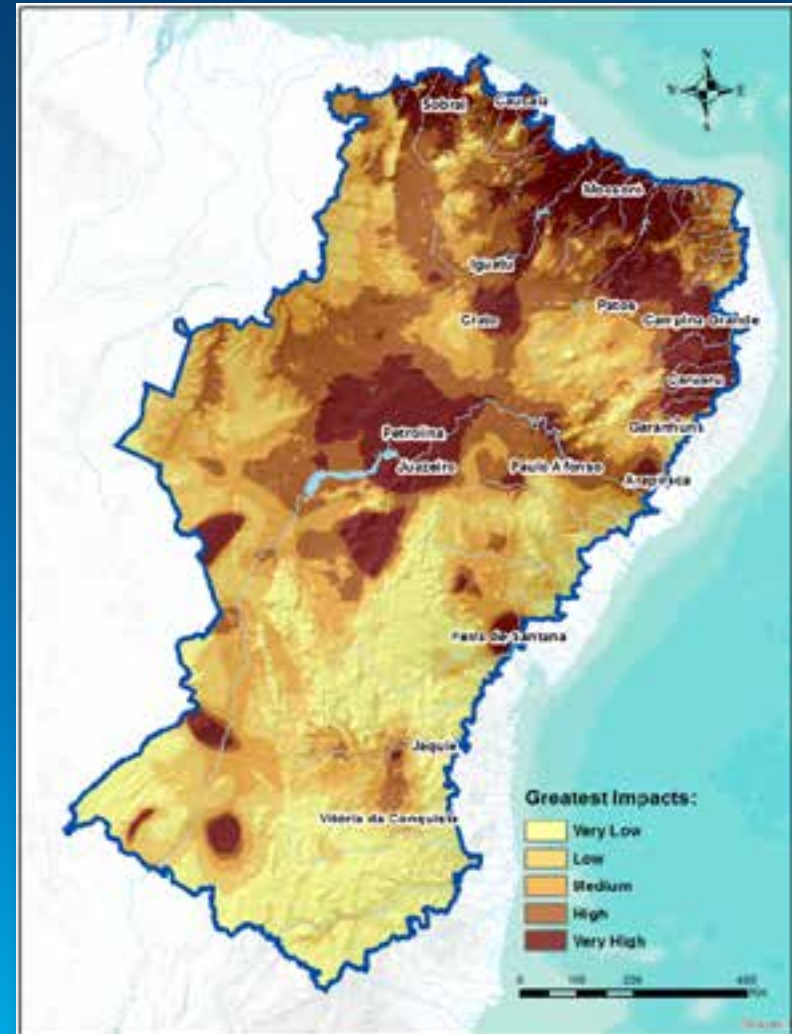 N
W E
Sobral
Caucaia
Mossoró
Iguatu
Crato
Patos
Campina Grande
Caruaru
Garanhuns
Petrolina
Juazeiro
Paulo Afonso
Arapiraca
Feira de Santana
Jequié
Vitória da Conquista
Greatest Impacts:
Very Low
Low
Medium
High
Very High
0